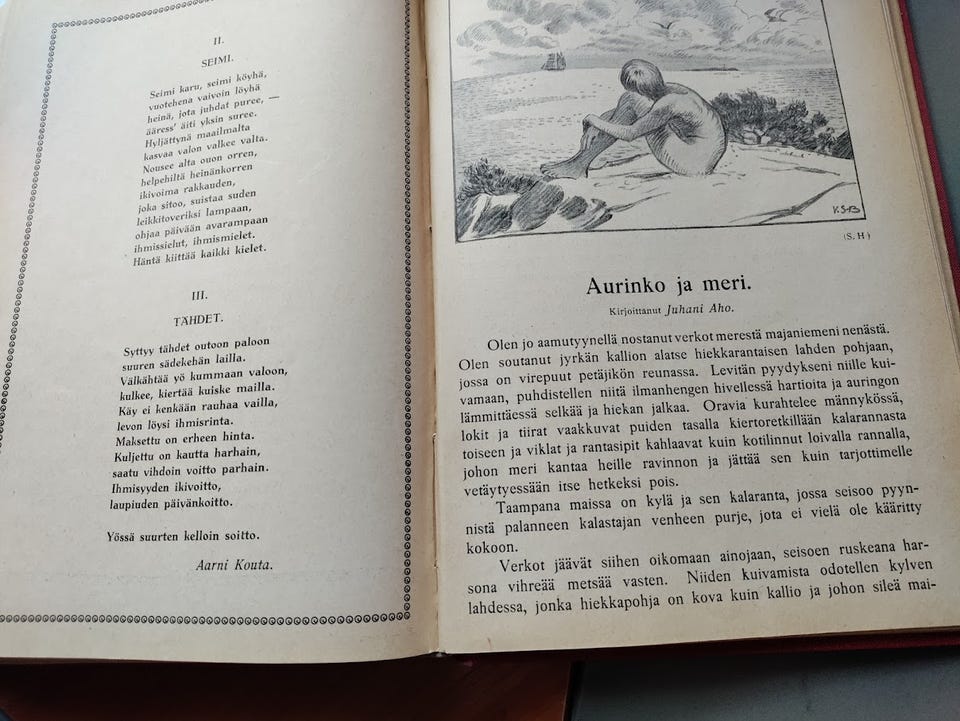 II.
SEIMI.
Seimi karu, seimi köyhä,
vuotehena vaivoin löyhä
heinä, jota juhdat puree, —
ääress' äiti yksin suree.
Hyljättynä maailmalta
kasvaa valon valkee valta.
Nousee alta ouon orren,
helpehiltä heinänkorren
ikivoima rakkauden,
joka sitoo, suistaa suden
leikkitoveriksi lampaan,
ohjaa päivään avarampaan
ihmissielut, ihmismielet.
Häntä kiittää kaikki kielet.
III.
TÄHDET.
Syttyy tähdet outoon paloon
suuren sädekehän lailla.
Välkähtää yö kummaan valoon,
kulkee, kiertää kuiske mailla.
Käy ei kenkään rauhaa vailla,
levon löysi ihmisrinta.
Maksettu on erheen hinta.
Kuljettu on kautta harhain,
saatu vihdoin voitto parhain.
Ihmisyyden ikivoitto,
laupiuden päivänkoitto.
Yössä suurten kelloin soitto.
Aarni Kouta.
V.S-B
(S. H.)
Aurinko ja meri.
Kirjoittanut Juhani Aho.
Olen jo aamutyynellä nostanut verkot merestä majaniemeni nenästä.
Olen soutanut jyrkän kallion alatse hiekkarantaisen lahden pohjaan,
jossa on virepuut petäjikön reunassa. Levitän pyydykseni niille kui-
vamaan, puhdistellen niitä ilmanhengen hivellessä hartioita ja auringon
lämmittäessä selkää ja hiekan jalkaa. Oravia kurahtelee männykössä,
lokit ja tiirat vaakkuvat puiden tasalla kiertoretkillään kalarannasta
toiseen ja viklat ja rantasipit kahlaavat kuin kotilinnut loivalla rannalla,
johon meri kantaa heille ravinnon ja jättää sen kuin tarjottimelle
vetäytyessään itse hetkeksi pois.
Taampana maissa on kylä ja sen kalaranta, jossa seisoo pyyn-
nistä palanneen kalastajan venheen purje, jota ei vielä ole kääritty
kokoon.
Verkot jäävät siihen oikomaan ainojaan, seisoen ruskeana har-
sona vihreää metsää vasten. Niiden kuivamista odotellen kylven
lahdessa, jonka hiekkapohja on kova kuin kallio ja johon sileä mai-